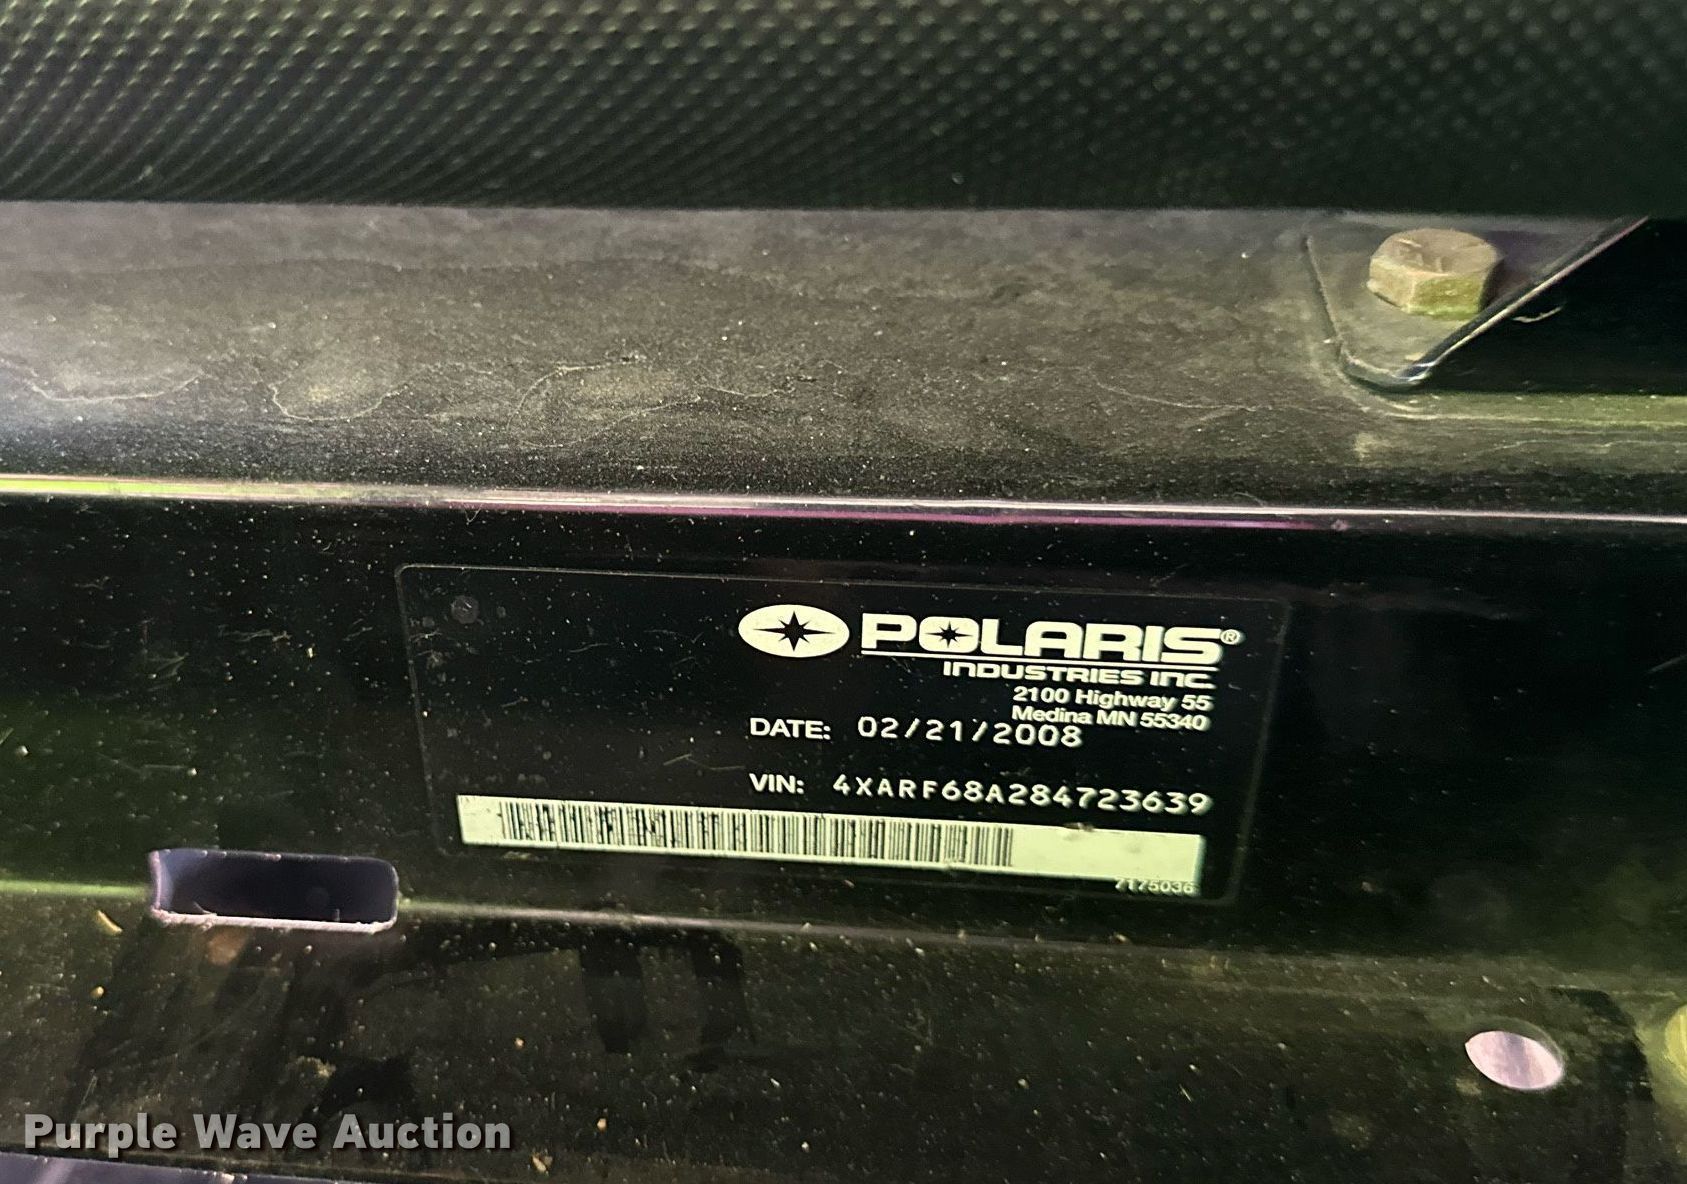 POLARIS®
INDUSTRIES INC.
2100 Highway 55
Medina MN 55340
DATE: 02/21/2008
VIN: 4XARF68A284723639
7175036
Purple Wave Auction